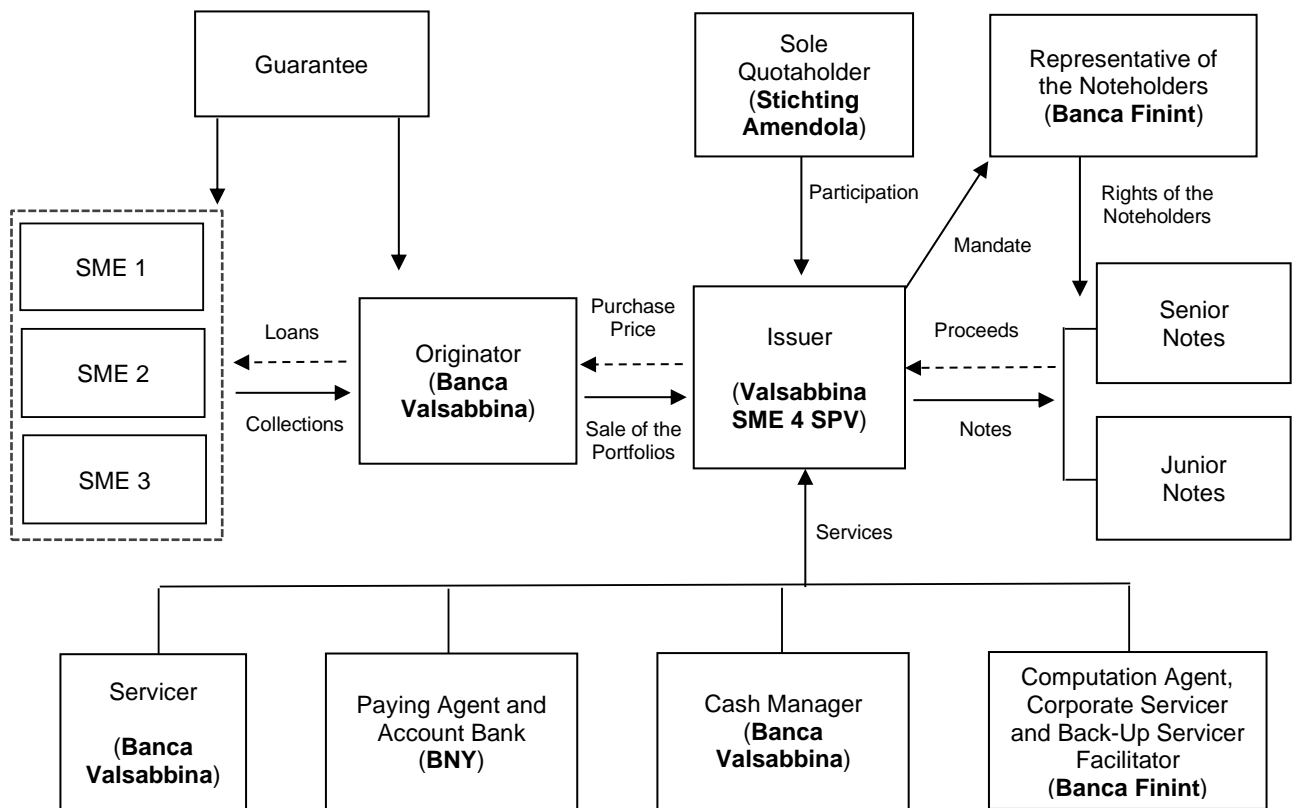 Guarantee
Sole
Quotaholder
(Stichting
Amendola)
Representative of
the Noteholders
(Banca Finint)
Participation
Rights of the
Noteholders
Mandate
SME 1
SME 2
SME 3
Loans
Collections
Originator
(Banca
Valsabbina)
Purchase
Price
Sale of the
Portfolios
Issuer
(Valsabbina
SME 4 SPV)
Proceeds
Notes
Senior
Notes
Junior
Notes
Services
Servicer
(Banca
Valsabbina)
Paying Agent and
Account Bank
(BNY)
Cash Manager
(Banca
Valsabbina)
Computation Agent,
Corporate Servicer
and Back-Up Servicer
Facilitator
(Banca Finint)